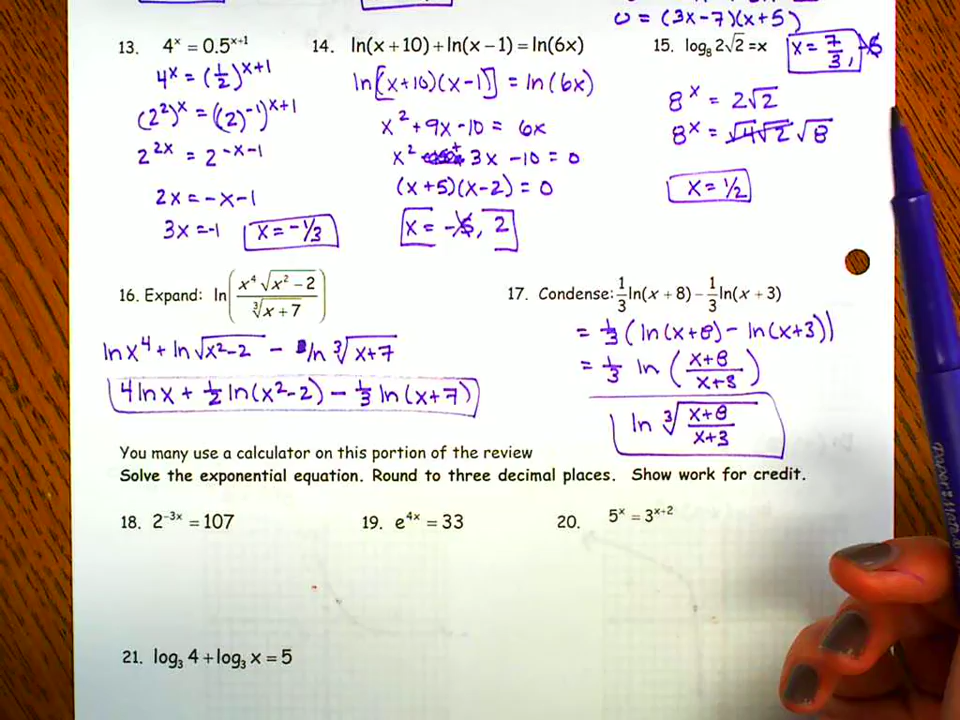 0 = (3x-7)(x+5)
x = 7/3, -5
13. 4^x = 0.5^(x+1)
4^x = (1/2)^(x+1)
(2^2)^x = ((2)^-1)^(x+1)
2^(2x) = 2^(-x-1)
2x = -x-1
3x = -1
x = -1/3
14. ln(x+10)+ln(x-1)=ln(6x)
ln[(x+10)(x-1)] = ln(6x)
x^2 + 9x - 10 = 6x
x^2 + 3x - 10 = 0
(x+5)(x-2) = 0
x = -5, 2
15. log_8 2√2 = x
8^x = 2√2
8^x = √4√2 √8
x = 1/2
16. Expand: ln(x^4 √(x^2-2) / ∛(x+7))
ln x^4 + ln √(x^2-2) - ln ∛(x+7)
4 ln x + 1/2 ln(x^2-2) - 1/3 ln(x+7)
17. Condense: 1/3 ln(x+8) - 1/3 ln(x+3)
= 1/3 (ln(x+8) - ln(x+3))
= 1/3 ln ((x+8)/(x+3))
ln ∛((x+8)/(x+3))
You many use a calculator on this portion of the review
Solve the exponential equation. Round to three decimal places. Show work for credit.
18. 2^(-3x) = 107
19. e^(4x) = 33
20. 5^x = 3^(x+2)
21. log_3 4 + log_3 x = 5